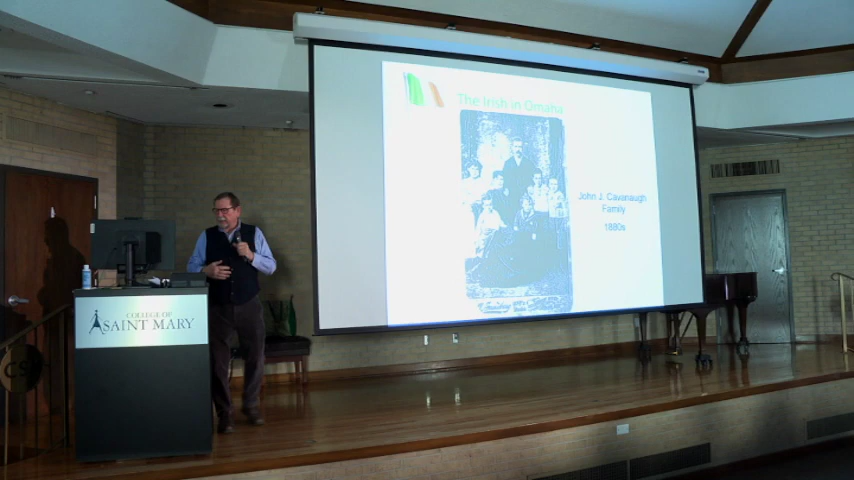 The Irish in Omaha
John J. Cavanaugh
Family
1880s
COLLEGE OF
SAINT MARY